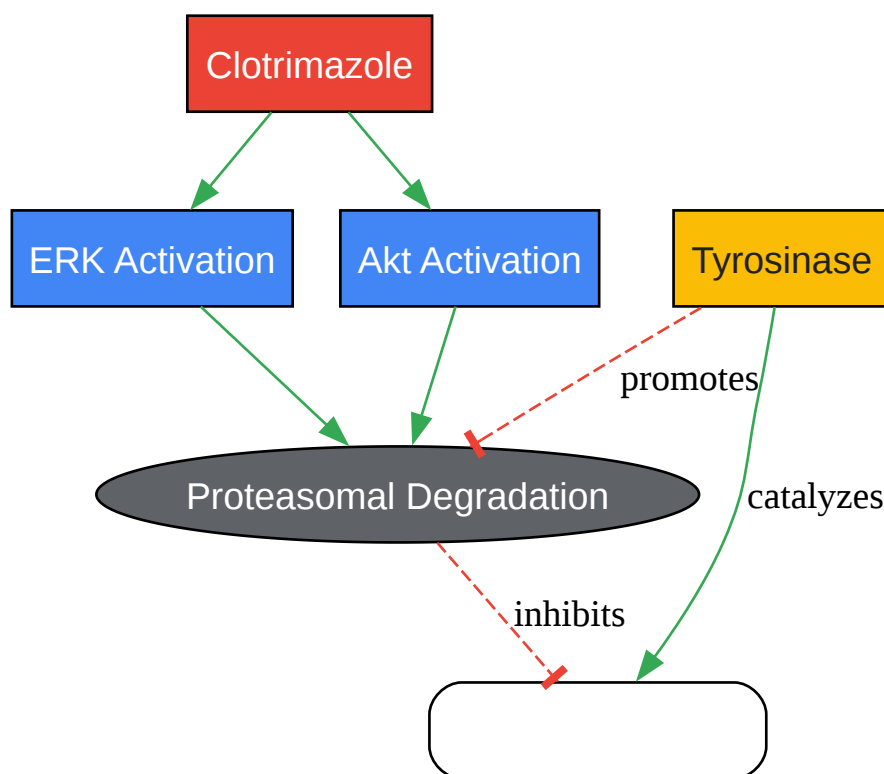 Clotrimazole
ERK Activation
Akt Activation
Tyrosinase
promotes
Proteasomal Degradation
catalyzes
inhibits